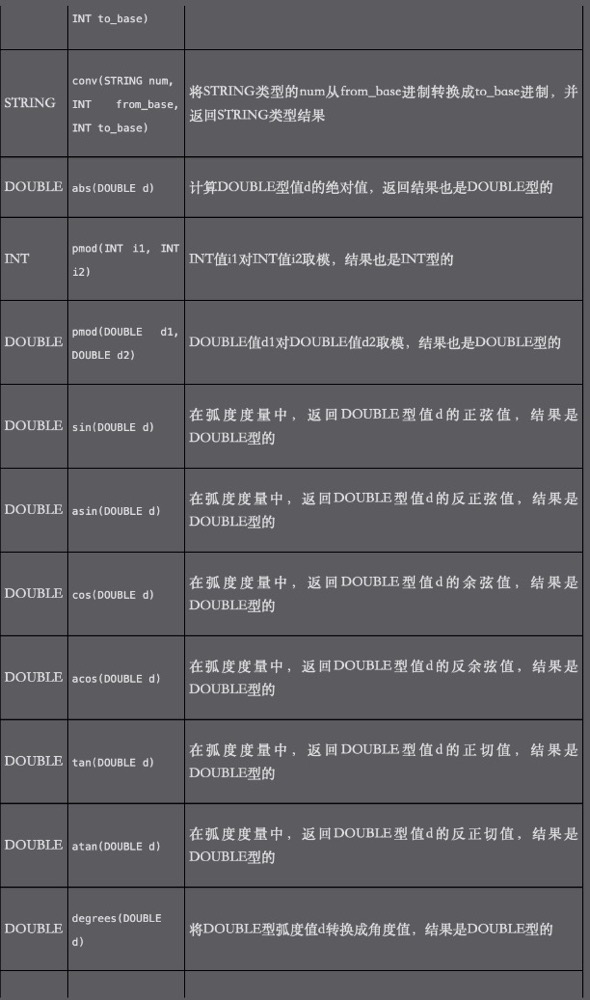 INT to_base)
STRING
conv(STRING num,
INT from_base,
INT to_base)
将STRING类型的num从from_base进制转换成to_base进制，并
返回STRING类型结果
DOUBLE
abs(DOUBLE d)
计算DOUBLE型值d的绝对值，返回结果也是DOUBLE型的
INT
pmod(INT i1, INT
i2)
INT值i1对INT值i2取模，结果也是INT型的
DOUBLE
pmod(DOUBLE d1,
DOUBLE d2)
DOUBLE值d1对DOUBLE值d2取模，结果也是DOUBLE型的
DOUBLE
sin(DOUBLE d)
在弧度度量中，返回DOUBLE型值d的正弦值，结果是
DOUBLE型的
DOUBLE
asin(DOUBLE d)
在弧度度量中，返回DOUBLE型值d的反正弦值，结果是
DOUBLE型的
DOUBLE
cos(DOUBLE d)
在弧度度量中，返回DOUBLE型值d的余弦值，结果是
DOUBLE型的
DOUBLE
acos(DOUBLE d)
在弧度度量中，返回DOUBLE型值d的反余弦值，结果是
DOUBLE型的
DOUBLE
tan(DOUBLE d)
在弧度度量中，返回DOUBLE型值d的正切值，结果是
DOUBLE型的
DOUBLE
atan(DOUBLE d)
在弧度度量中，返回DOUBLE型值d的反正切值，结果是
DOUBLE型的
DOUBLE
degrees(DOUBLE
d)
将DOUBLE型弧度值d转换成角度值，结果是DOUBLE型的